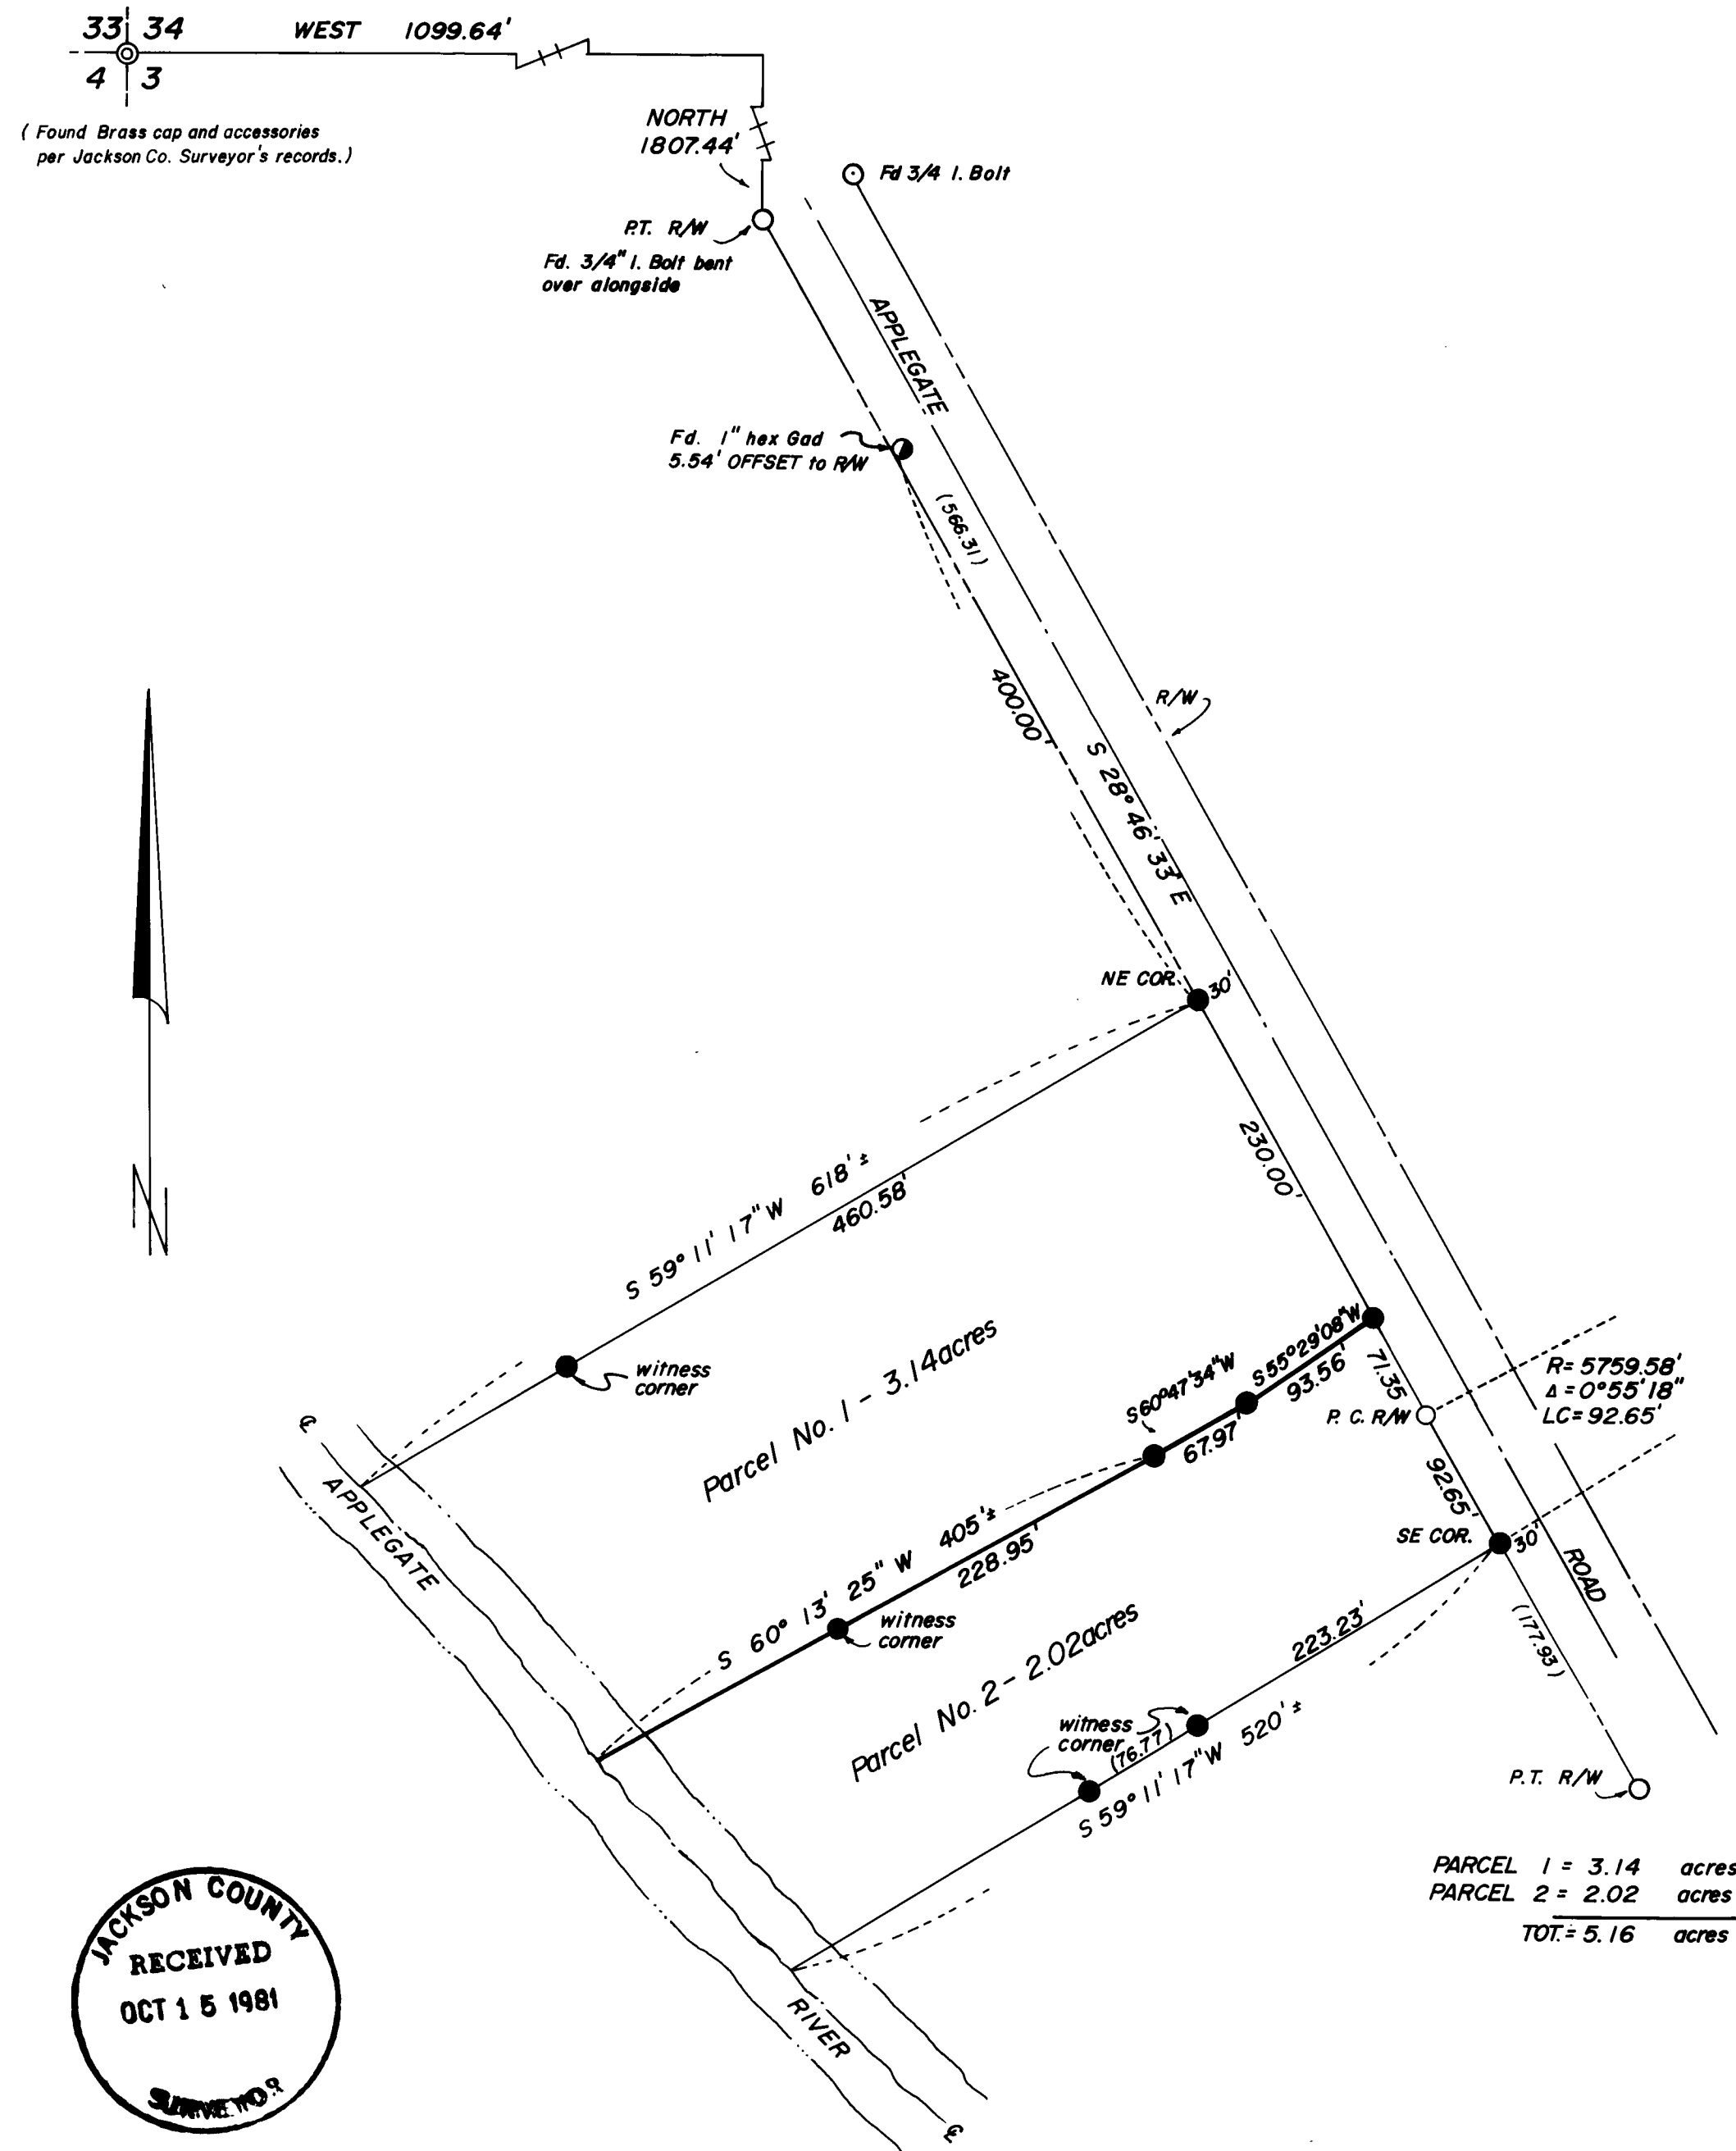 33 34
WEST 1099.64'
4 3
( Found Brass cap and accessories
per Jackson Co. Surveyor's records.)
NORTH
1807.44'
Fd 3/4 I. Bolt
P.T. R/W
Fd. 3/4" I. Bolt bent
over alongside
APPLEGATE
Fd. 1" hex Gad
5.54' OFFSET to R/W
(566.31)
400.00'
R/W
S 28° 46' 33" E
NE COR.
30'
230.00'
S 59° 11' 17" W 618' ±
460.58'
N
witness
corner
Parcel No. 1 - 3.14acres
S 55°29'08"W
93.56'
S 60°47'34"W
67.97'
71.35
P. C. R/W
R= 5759.58'
Δ = 0°55'18"
LC= 92.65'
92.65'
SE COR.
30'
ROAD
(177.93)
℄
APPLEGATE
S 60° 13' 25" W 405'±
228.95'
witness
corner
Parcel No. 2 - 2.02acres
223.23'
witness
corner
(76.77)
S 59° 11' 17" W 520' ±
P.T. R/W
PARCEL 1 = 3.14 acres
PARCEL 2 = 2.02 acres
TOT. = 5.16 acres
JACKSON COUNTY
RECEIVED
OCT 15 1981
SURVEYOR
RIVER
℄